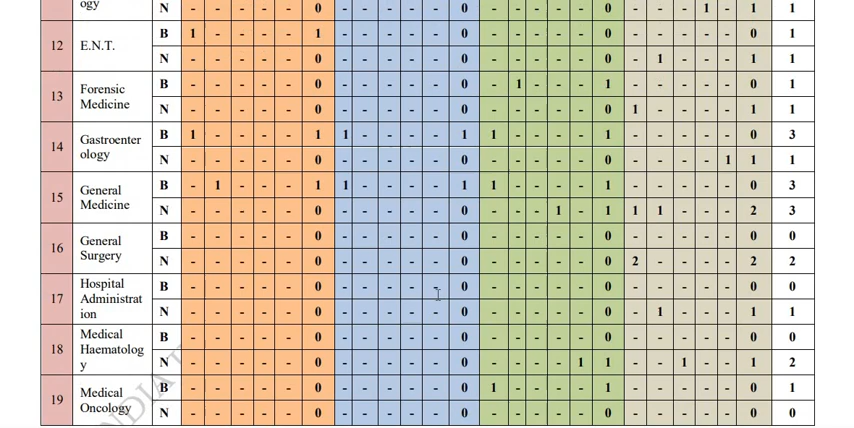 ogy N - - - - - 0 - - - - - 0 - - - - - 0 - - - 1 - 1 1
12 E.N.T. B 1 - - - - 1 - - - - - 0 - - - - - 0 - - - - - 0 1
N - - - - - 0 - - - - - 0 - - - - - 0 - 1 - - - 1 1
13 Forensic
Medicine
B - - - - - 0 - - - - - 0 - 1 - - - 1 - - - - - 0 1
N - - - - - 0 - - - - - 0 - - - - - 0 1 - - - - 1 1
14 Gastroenter
ology
B 1 - - - - 1 1 - - - - 1 1 - - - - 1 - - - - - 0 3
N - - - - - 0 - - - - - 0 - - - - - 0 - - - - 1 1 1
15 General
Medicine
B - 1 - - - 1 1 - - - - 1 1 - - - - 1 - - - - - 0 3
N - - - - - 0 - - - - - 0 - - - 1 - 1 1 1 - - - 2 3
16 General
Surgery
B - - - - - 0 - - - - - 0 - - - - - 0 - - - - - 0 0
N - - - - - 0 - - - - - 0 - - - - - 0 2 - - - - 2 2
17 Hospital
Administrat
ion
B - - - - - 0 - - - - - 0 - - - - - 0 - - - - - 0 0
N - - - - - 0 - - - - - 0 - - - - - 0 - 1 - - - 1 1
18 Medical
Haematolog
y
B - - - - - 0 - - - - - 0 - - - - - 0 - - - - - 0 0
N - - - - - 0 - - - - - 0 - - - - 1 1 - - 1 - - 1 2
19 Medical
Oncology
B - - - - - 0 - - - - - 0 1 - - - - 1 - - - - - 0 1
N - - - - - 0 - - - - - 0 - - - - - 0 - - - - - 0 0